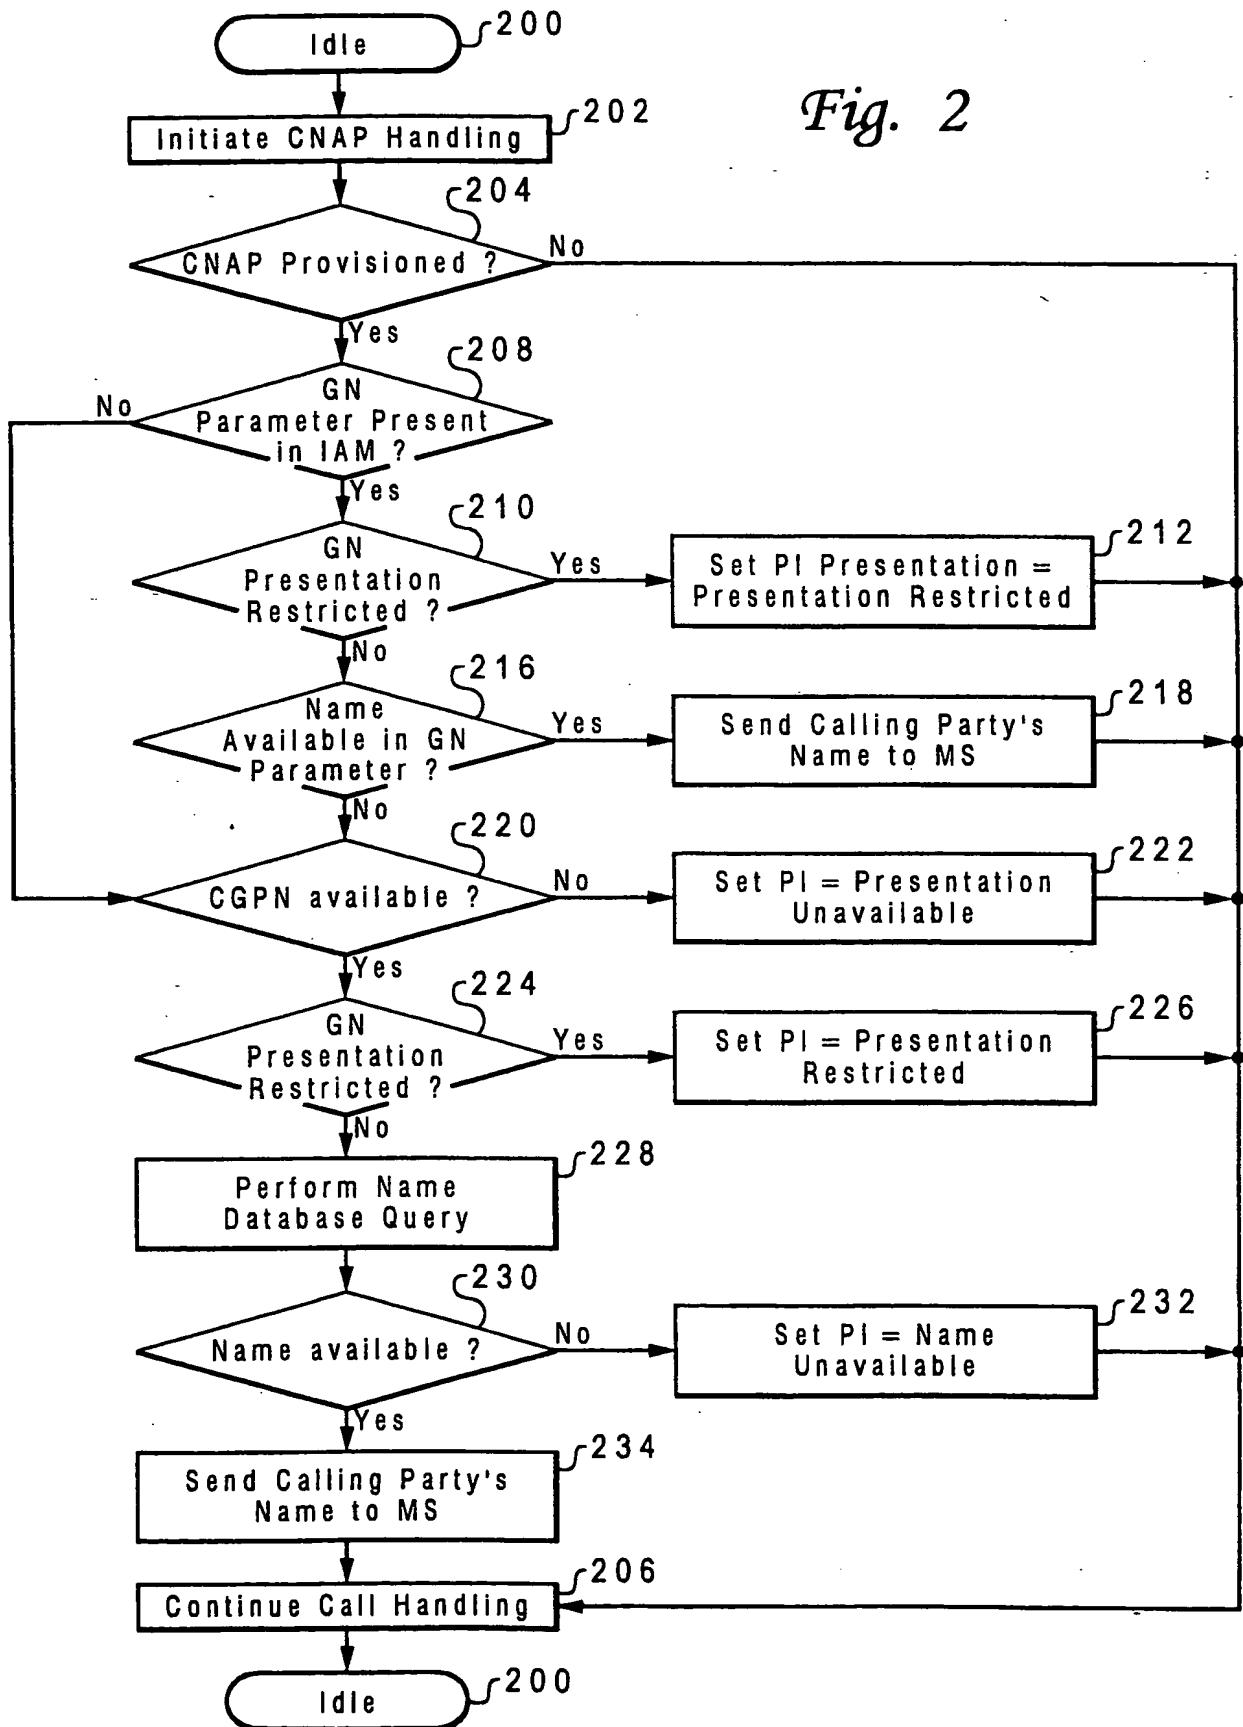 Idle
200
Fig. 2
Initiate CNAP Handling
202
CNAP Provisioned ?
204
No
Yes
GN
Parameter Present
in IAM ?
208
No
Yes
GN
Presentation
Restricted ?
210
Yes
Set PI Presentation =
Presentation Restricted
212
No
Name
Available in GN
Parameter ?
216
Yes
Send Calling Party's
Name to MS
218
No
CGPN available ?
220
No
Set PI = Presentation
Unavailable
222
Yes
GN
Presentation
Restricted ?
224
Yes
Set PI = Presentation
Restricted
226
No
Perform Name
Database Query
228
Name available ?
230
No
Set PI = Name
Unavailable
232
Yes
Send Calling Party's
Name to MS
234
Continue Call Handling
206
Idle
200